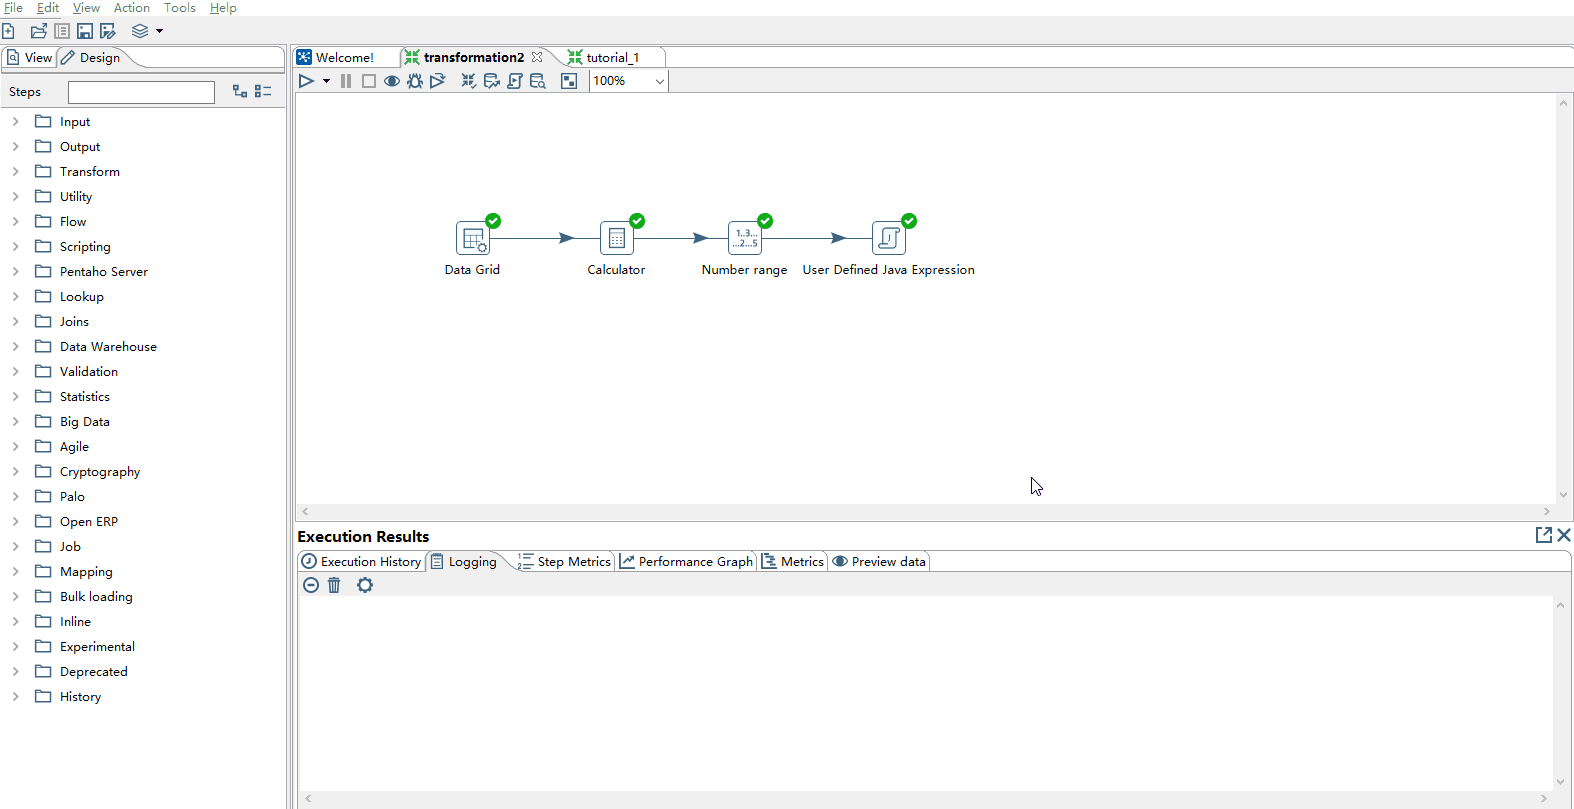 File Edit View Action Tools Help
View Design
Steps
Input
Output
Transform
Utility
Flow
Scripting
Pentaho Server
Lookup
Joins
Data Warehouse
Validation
Statistics
Big Data
Agile
Cryptography
Palo
Open ERP
Job
Mapping
Bulk loading
Inline
Experimental
Deprecated
History
Welcome! transformation2 tutorial_1
100%
1..3...
...2...5
Data Grid Calculator Number range User Defined Java Expression
Execution Results
Execution History Logging Step Metrics Performance Graph Metrics Preview data